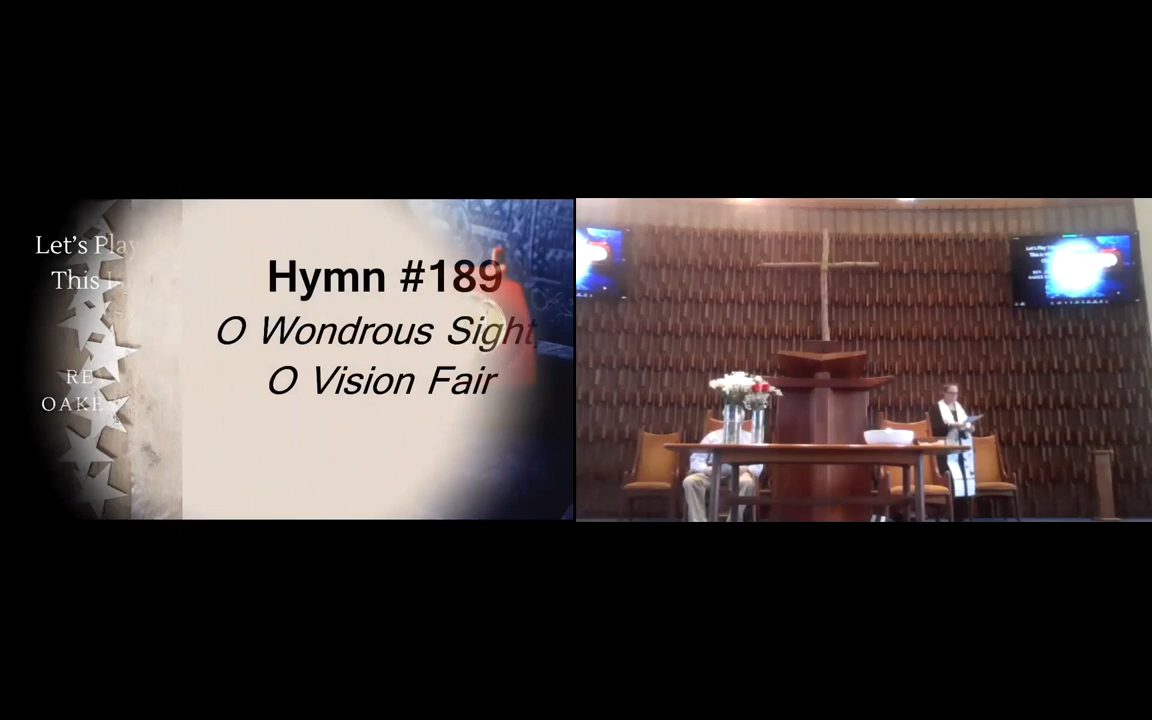 Let's Play
This
RE
OAKE
Hymn #189
O Wondrous Sight,
O Vision Fair